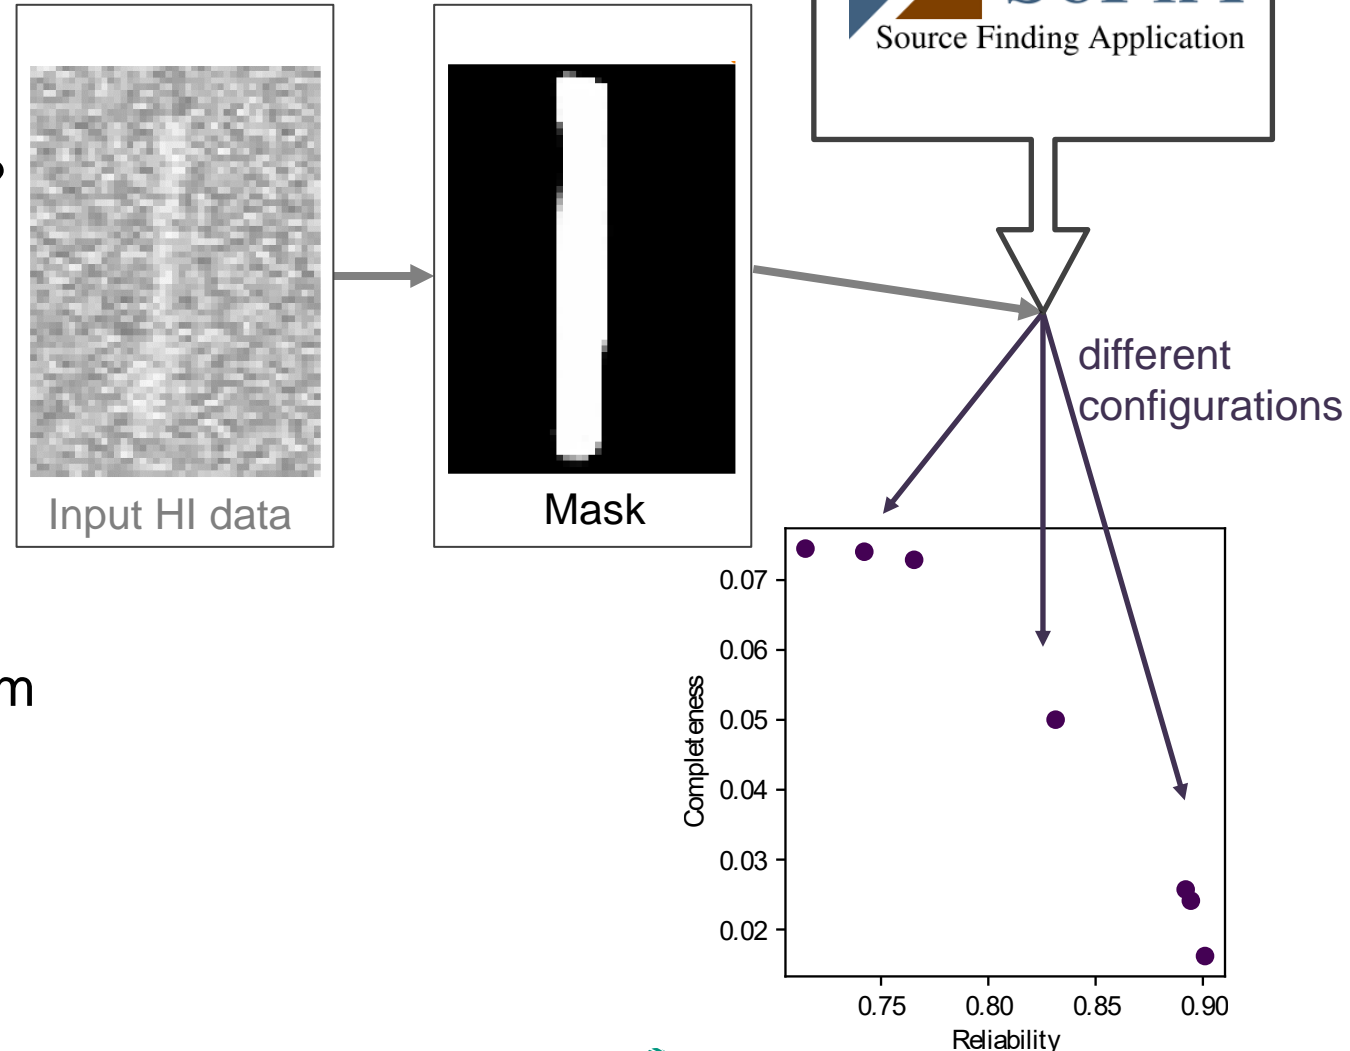 Source Finding Application
Input HI data
Mask
different
configurations
m
0.07
0.06
0.05
0.04
0.03
0.02
Completeness
0.75 0.80 0.85 0.90
Reliability